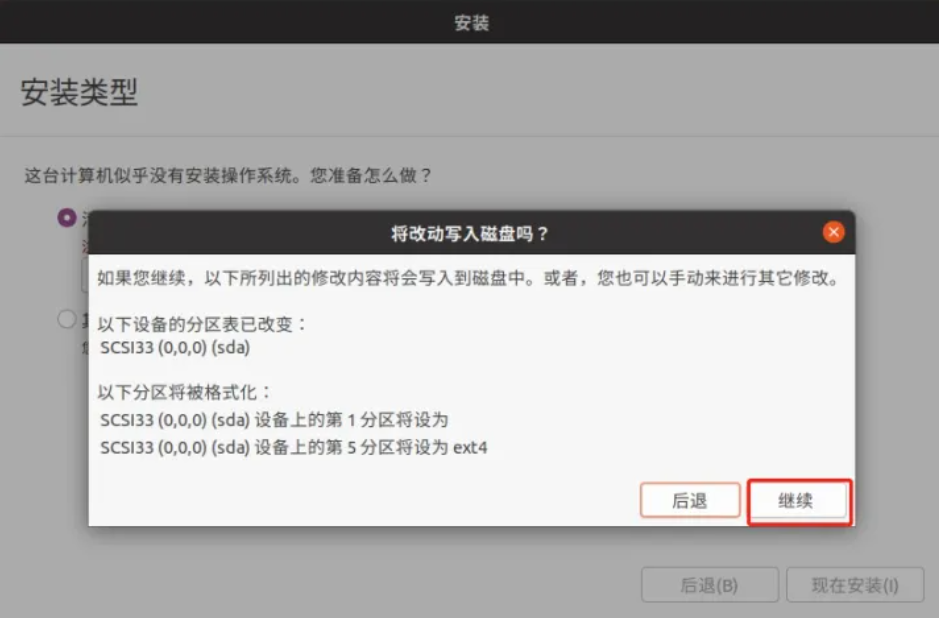 安装
安装类型
这台计算机似乎没有安装操作系统。您准备怎么做？
将改动写入磁盘吗？
如果您继续，以下所列出的修改内容将会写入到磁盘中。或者，您也可以手动来进行其它修改。
以下设备的分区表已改变：
SCSI33 (0,0,0) (sda)
以下分区将被格式化：
SCSI33 (0,0,0) (sda) 设备上的第 1 分区将设为
SCSI33 (0,0,0) (sda) 设备上的第 5 分区将设为 ext4
后退
继续
后退(B)
现在安装(I)